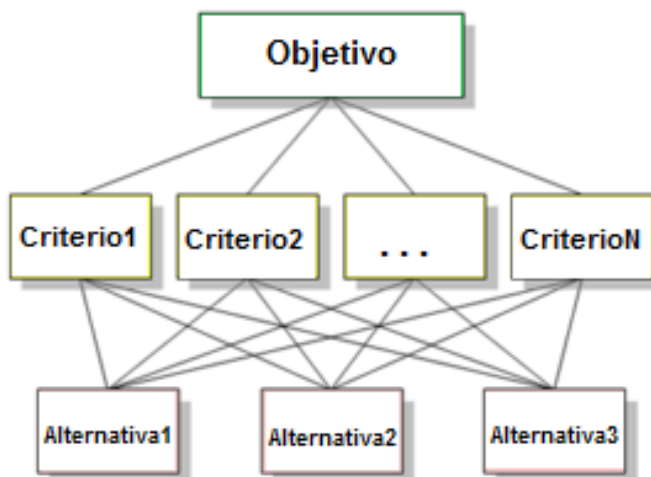 Objetivo
Criterio1
Criterio2
...
CriterioN
Alternativa1
Alternativa2
Alternativa3